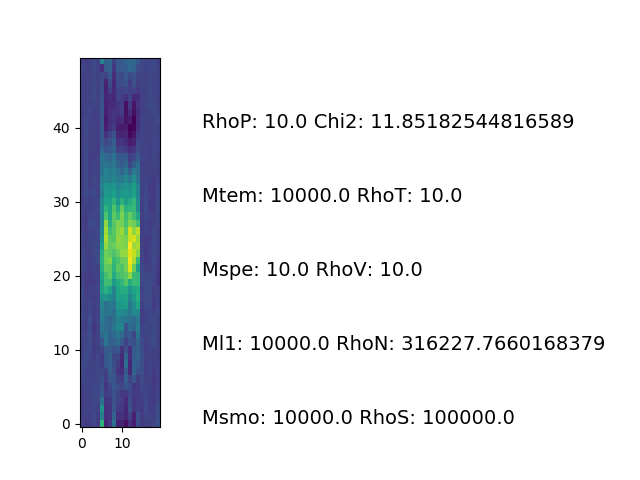 40
30
20
10
0
0 10
RhoP: 10.0 Chi2: 11.85182544816589
Mtem: 10000.0 RhoT: 10.0
Mspe: 10.0 RhoV: 10.0
Ml1: 10000.0 RhoN: 316227.7660168379
Msmo: 10000.0 RhoS: 100000.0